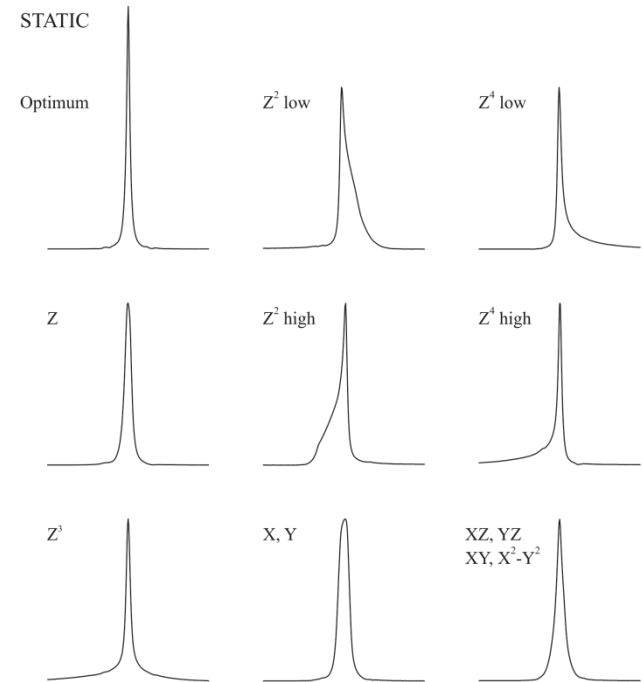 STATIC
Optimum
Z² low
Z⁴ low
Z
Z² high
Z⁴ high
Z³
X, Y
XZ, YZ
XY, X²-Y²